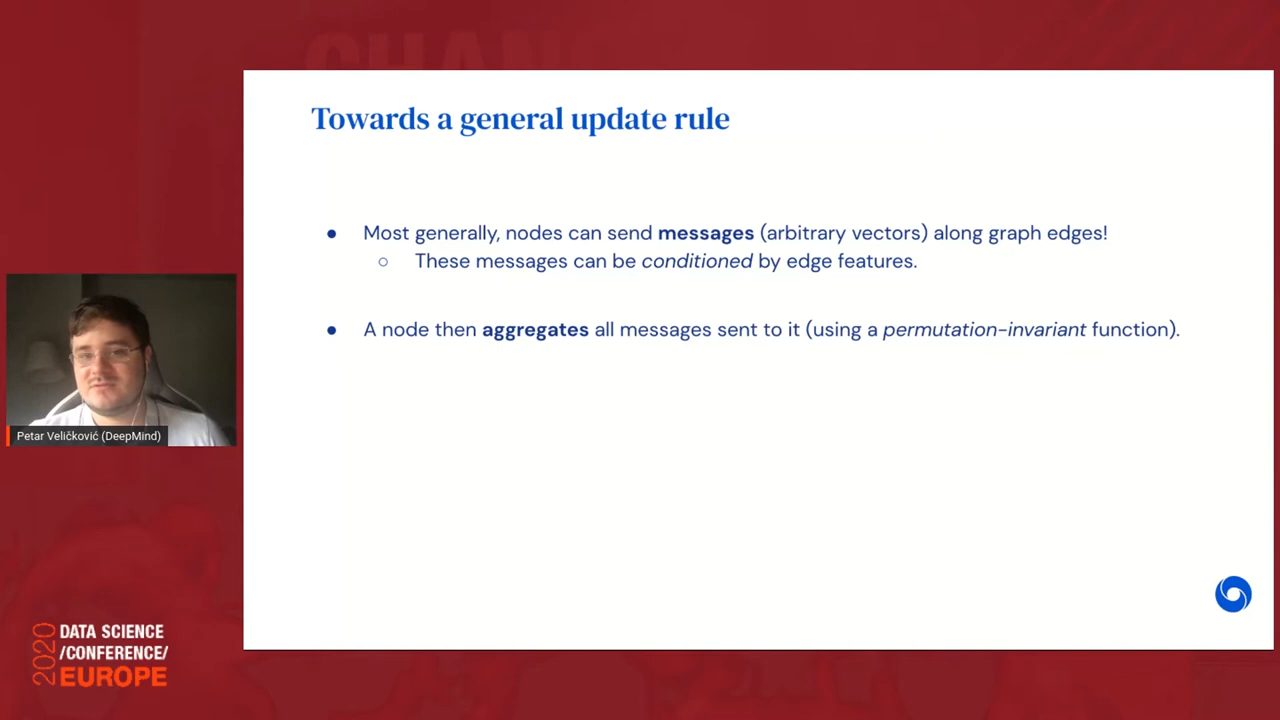 Towards a general update rule
● Most generally, nodes can send messages (arbitrary vectors) along graph edges!
○ These messages can be conditioned by edge features.
● A node then aggregates all messages sent to it (using a permutation-invariant function).
Petar Veličković (DeepMind)
2020
DATA SCIENCE
/CONFERENCE/
EUROPE